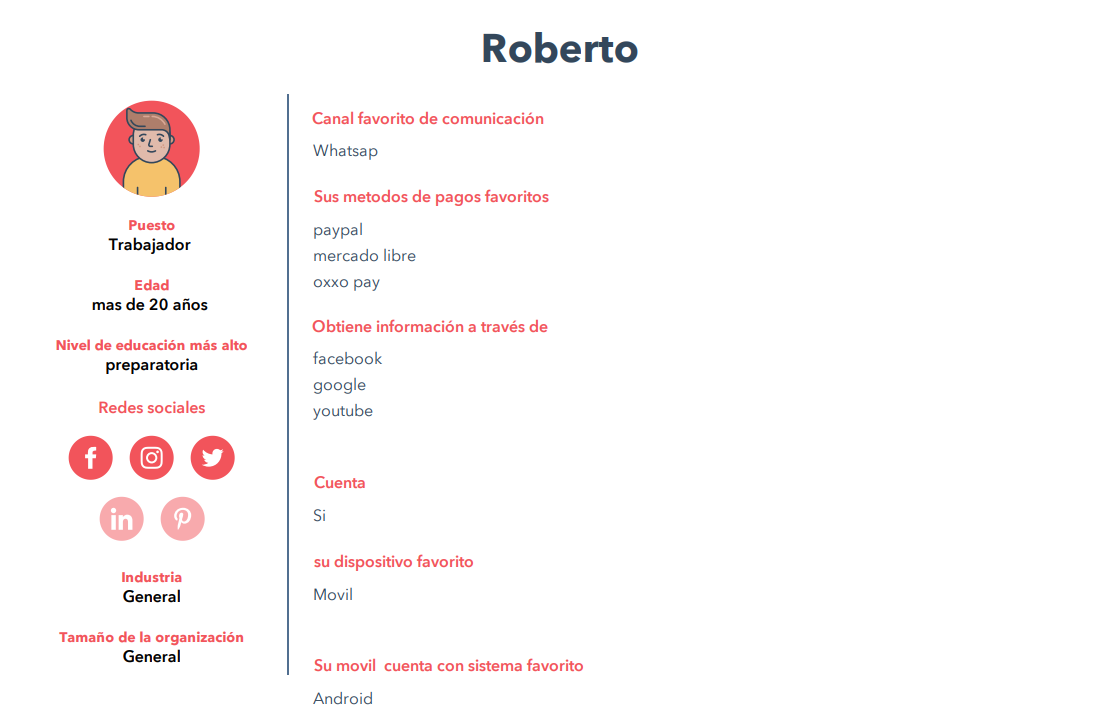 Roberto
Puesto
Trabajador
Edad
mas de 20 años
Nivel de educación más alto
preparatoria
Redes sociales
Industria
General
Tamaño de la organización
General
Canal favorito de comunicación
Whatsap
Sus metodos de pagos favoritos
paypal
mercado libre
oxxo pay
Obtiene información a través de
facebook
google
youtube
Cuenta
Si
su dispositivo favorito
Movil
Su movil  cuenta con sistema favorito
Android